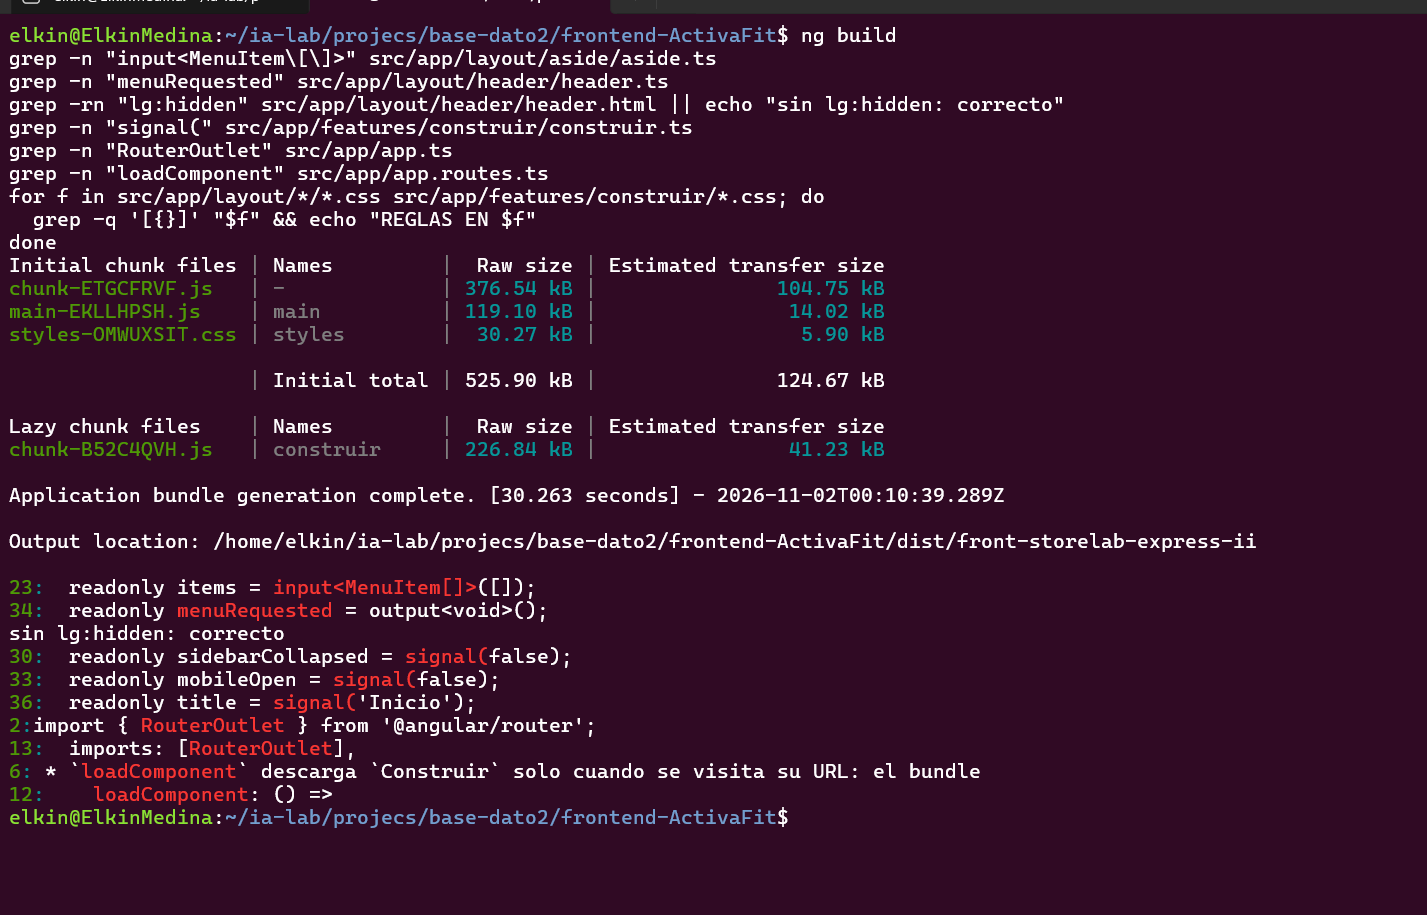 elkin@ElkinMedina:~/ia-lab/projecs/base-dato2/frontend-ActivaFit$ ng build
grep -n "input<MenuItem\[\]>" src/app/layout/aside/aside.ts
grep -n "menuRequested" src/app/layout/header/header.ts
grep -rn "lg:hidden" src/app/layout/header/header.html || echo "sin lg:hidden: correcto"
grep -n "signal(" src/app/features/construir/construir.ts
grep -n "RouterOutlet" src/app/app.ts
grep -n "loadComponent" src/app/app.routes.ts
for f in src/app/layout/*/*.css src/app/features/construir/*.css; do
  grep -q '[{}]' "$f" && echo "REGLAS EN $f"
done
Initial chunk files | Names         |  Raw size | Estimated transfer size
chunk-ETGCFRVF.js   | -             | 376.54 kB |               104.75 kB
main-EKLLHPSH.js    | main          | 119.10 kB |                14.02 kB
styles-OMWUXSIT.css | styles        |  30.27 kB |                 5.90 kB
                    | Initial total | 525.90 kB |               124.67 kB
Lazy chunk files    | Names         |  Raw size | Estimated transfer size
chunk-B52C4QVH.js   | construir     | 226.84 kB |                41.23 kB
Application bundle generation complete. [30.263 seconds] - 2026-11-02T00:10:39.289Z
Output location: /home/elkin/ia-lab/projecs/base-dato2/frontend-ActivaFit/dist/front-storelab-express-ii
23:  readonly items = input<MenuItem[]>([]);
34:  readonly menuRequested = output<void>();
sin lg:hidden: correcto
30:  readonly sidebarCollapsed = signal(false);
33:  readonly mobileOpen = signal(false);
36:  readonly title = signal('Inicio');
2:import { RouterOutlet } from '@angular/router';
13:  imports: [RouterOutlet],
6: * `loadComponent` descarga `Construir` solo cuando se visita su URL: el bundle
12:    loadComponent: () =>
elkin@ElkinMedina:~/ia-lab/projecs/base-dato2/frontend-ActivaFit$